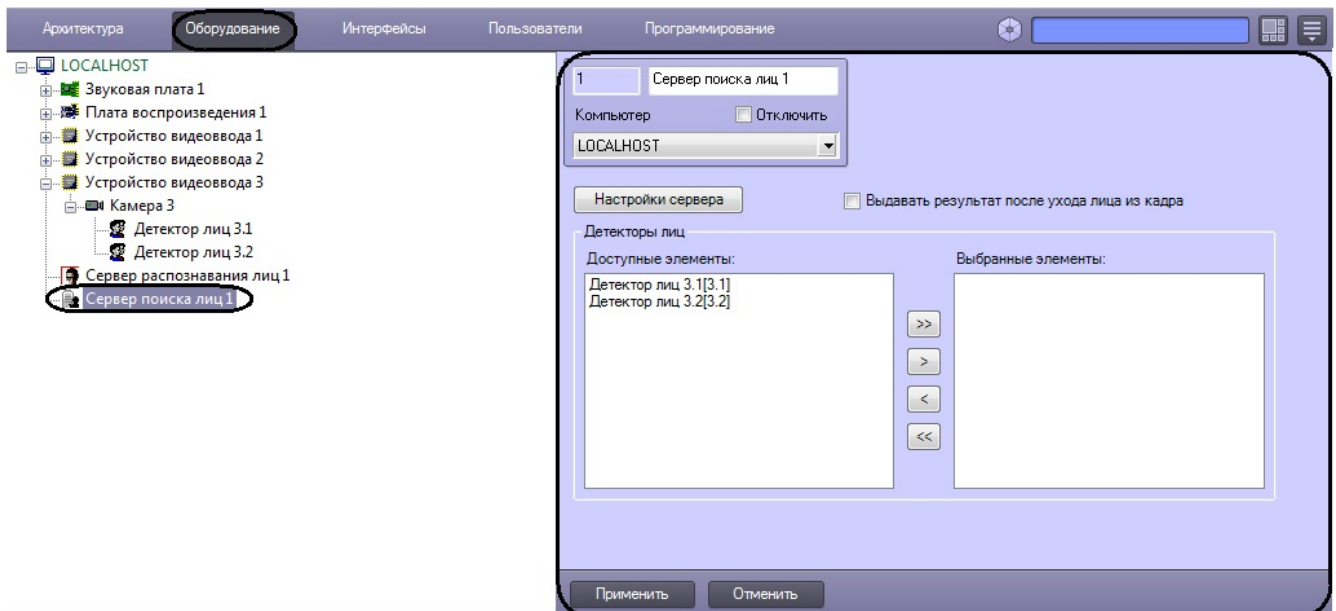 Архитектура Оборудование Интерфейсы Пользователи Программирование
LOCALHOST
Звуковая плата 1
Плата воспроизведения 1
Устройство видеоввода 1
Устройство видеоввода 2
Устройство видеоввода 3
Камера 3
Детектор лиц 3.1
Детектор лиц 3.2
Сервер распознавания лиц 1
Сервер поиска лиц 1
1 Сервер поиска лиц 1
Компьютер Отключить
LOCALHOST
Настройки сервера Выдавать результат после ухода лица из кадра
Детекторы лиц
Доступные элементы: Выбранные элементы:
Детектор лиц 3.1[3.1]
Детектор лиц 3.2[3.2]
>>
>
<
<<
Применить Отменить